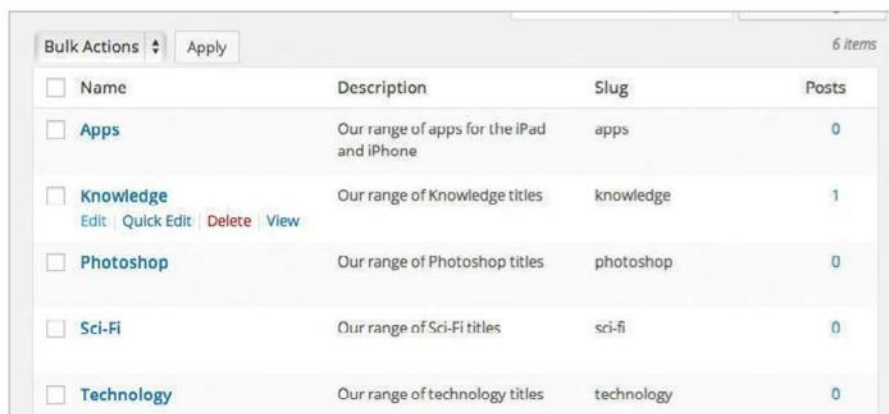 Bulk Actions Apply 6 items
Name Description Slug Posts
Apps Our range of apps for the iPad apps 0
and iPhone
Knowledge Our range of Knowledge titles knowledge 1
Edit | Quick Edit | Delete | View
Photoshop Our range of Photoshop titles photoshop 0
Sci-Fi Our range of Sci-Fi titles sci-fi 0
Technology Our range of technology titles technology 0